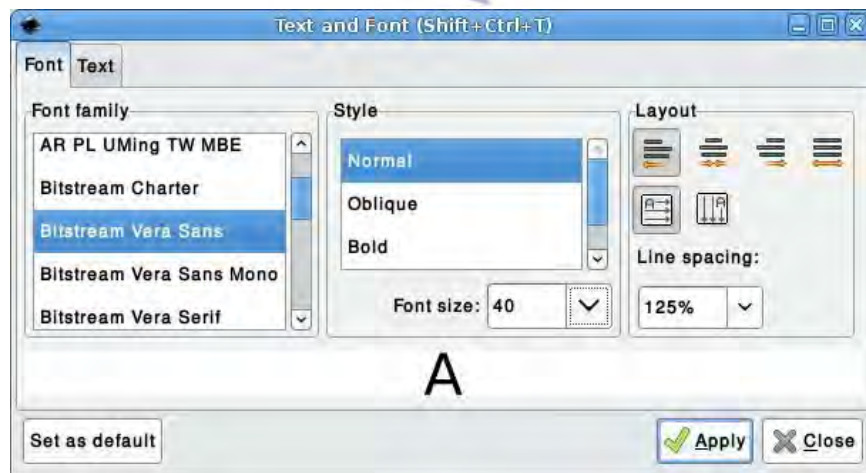 Text and Font (Shift+Ctrl+T)
Font Text
Font family
AR PL UMing TW MBE
Bitstream Charter
Bitstream Vera Sans
Bitstream Vera Sans Mono
Bitstream Vera Serif
Style
Normal
Oblique
Bold
Font size: 40
Layout
Line spacing:
125%
A
Set as default
Apply
Close